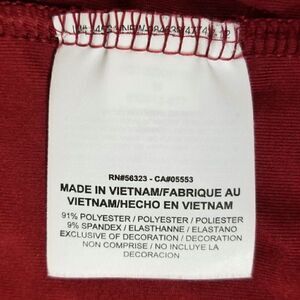 RN#56323 - CA#05553
MADE IN VIETNAM/FABRIQUE AU
VIETNAM/HECHO EN VIETNAM
91% POLYESTER / POLYESTER / POLIESTER
9% SPANDEX / ELASTHANNE / ELASTANO
EXCLUSIVE OF DECORATION / DECORATION
NON COMPRISE / NO INCLUYE LA
DECORACION